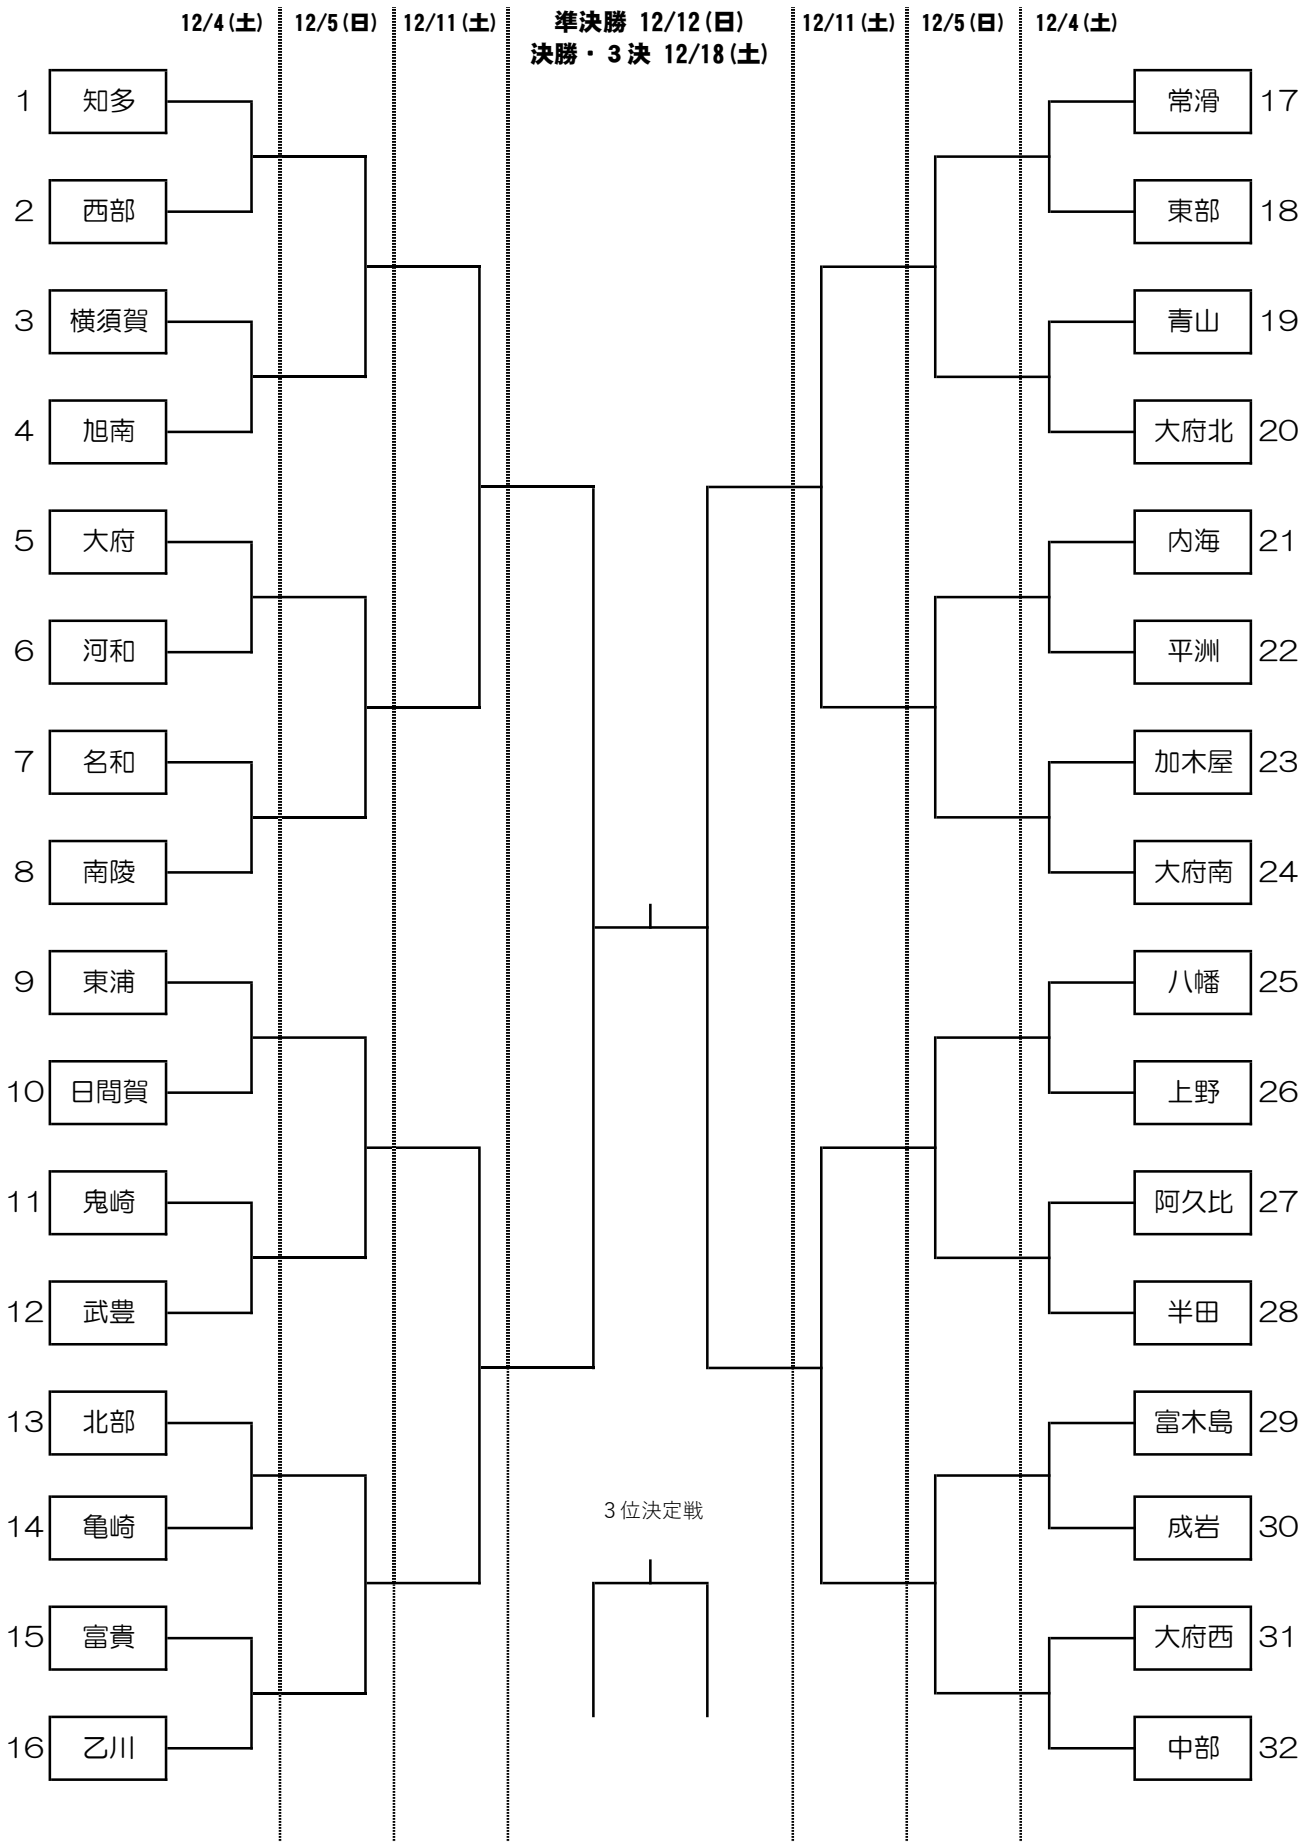 12/4(土) 12/5(日) 12/11(土) 準決勝 12/12(日) 12/11(土) 12/5(日) 12/4(土)
決勝・３決 12/18(土)
1 知多 常滑 17
2 西部 東部 18
3 横須賀 青山 19
4 旭南 大府北 20
5 大府 内海 21
6 河和 平洲 22
7 名和 加木屋 23
8 南陵 大府南 24
9 東浦 八幡 25
10 日間賀 上野 26
11 鬼崎 阿久比 27
12 武豊 半田 28
13 北部 富木島 29
３位決定戦
14 亀崎 成岩 30
15 富貴 大府西 31
16 乙川 中部 32